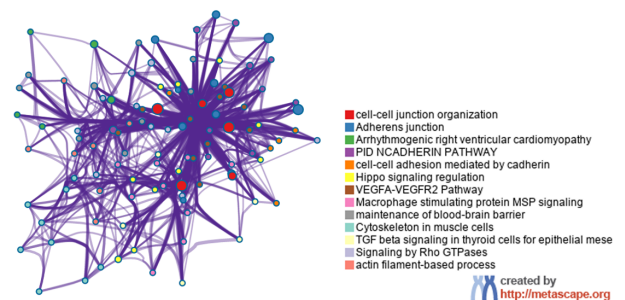 cell-cell junction organization
Adherens junction
Arrhythmogenic right ventricular cardiomyopathy
PID NCADHERIN PATHWAY
cell-cell adhesion mediated by cadherin
Hippo signaling regulation
VEGFA-VEGFR2 Pathway
Macrophage stimulating protein MSP signaling
maintenance of blood-brain barrier
Cytoskeleton in muscle cells
TGF beta signaling in thyroid cells for epithelial mese
Signaling by Rho GTPases
actin filament-based process
created by
http://metascape.org